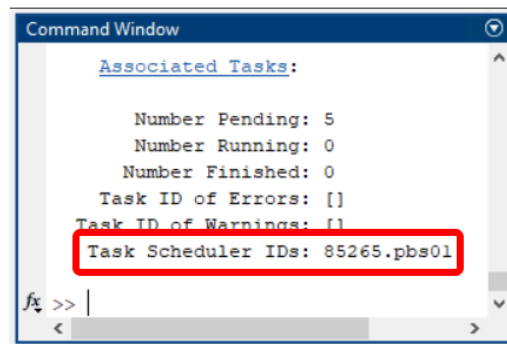 Command Window
Associated Tasks:
Number Pending: 5
Number Running: 0
Number Finished: 0
Task ID of Errors: []
Task ID of Warnings: []
Task Scheduler IDs: 85265.pbs01
fx >>